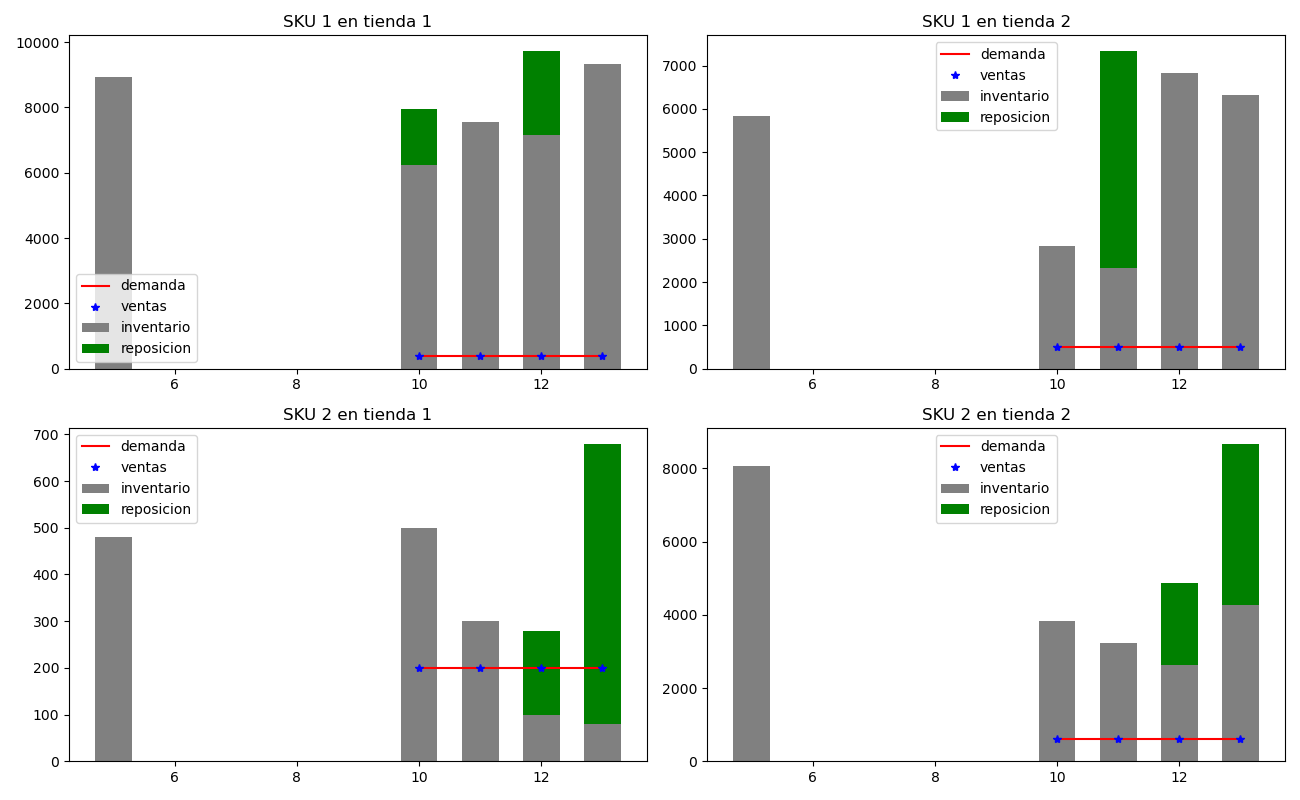 SKU 1 en tienda 1
10000
8000
6000
4000
2000
0
demanda
ventas
inventario
reposicion
6 8 10 12
SKU 1 en tienda 2
7000
6000
5000
4000
3000
2000
1000
0
demanda
ventas
inventario
reposicion
6 8 10 12
SKU 2 en tienda 1
700
600
500
400
300
200
100
0
demanda
ventas
inventario
reposicion
6 8 10 12
SKU 2 en tienda 2
8000
6000
4000
2000
0
demanda
ventas
inventario
reposicion
6 8 10 12